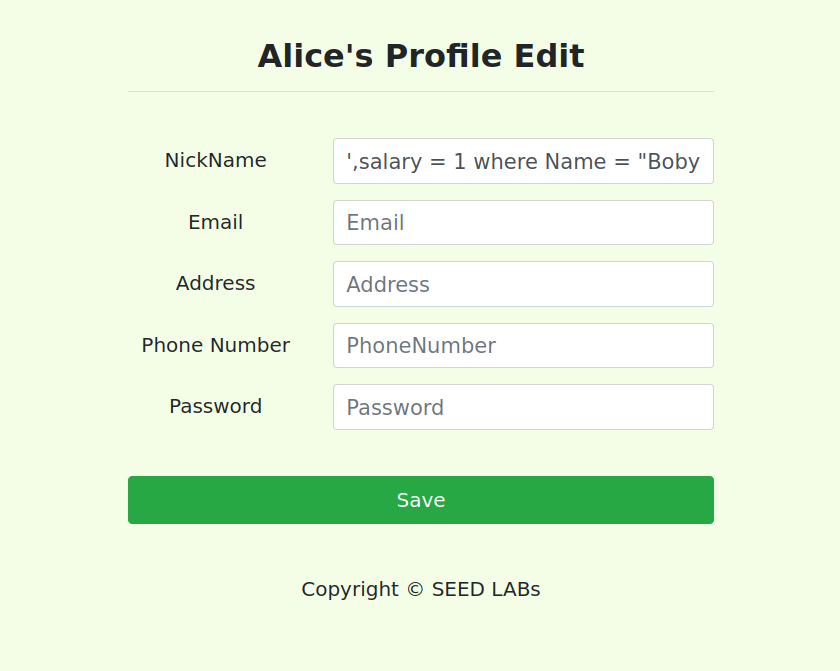 Alice's Profile Edit
NickName
',salary = 1 where Name = "Boby
Email
Email
Address
Address
Phone Number
PhoneNumber
Password
Password
Save
Copyright © SEED LABs